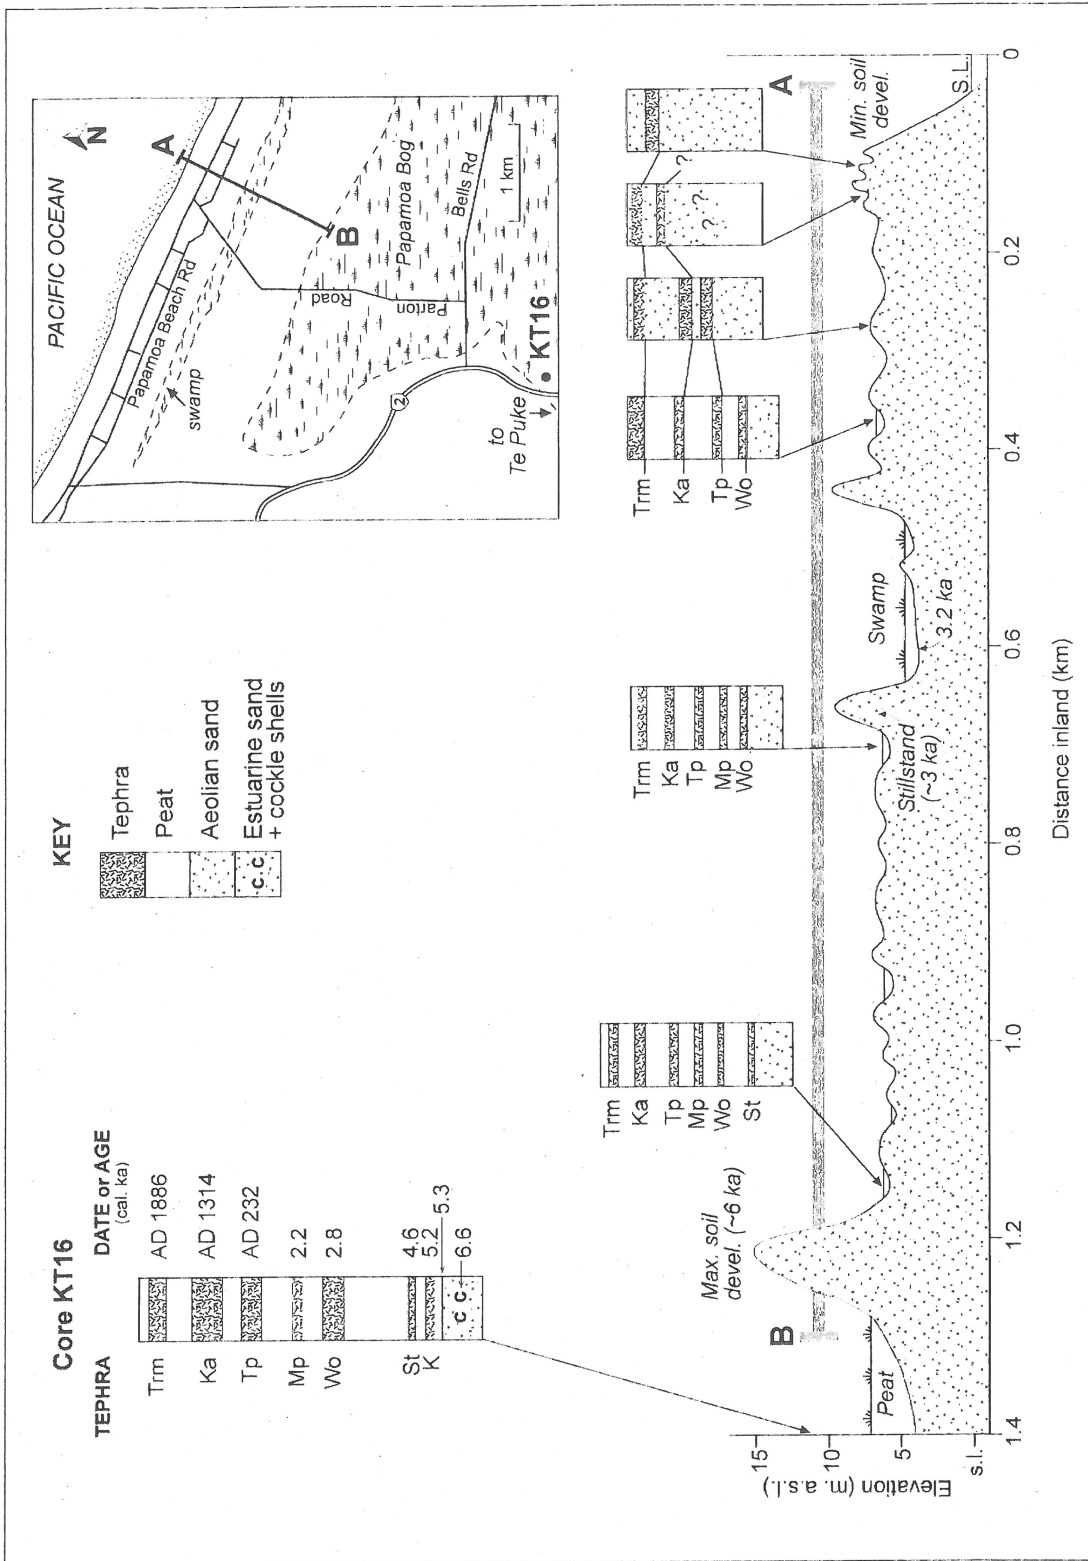 Core KT16
TEPHRA
DATE or AGE
(cal. ka)
Trm AD 1886
Ka AD 1314
Tp AD 232
Mp 2.2
Wo 2.8
St 4.6
K 5.2
5.3
c c 6.6
KEY
Tephra
Peat
Aeolian sand
c.c Estuarine sand
+ cockle shells
PACIFIC OCEAN
N
A
Papamoa Beach Rd
swamp
B
Road
Parton
Papamoa Bog
Bells Rd
2
1 km
to
Te Puke
KT16
Trm
Ka
Tp
Mp
Wo
St
Trm
Ka
Tp
Mp
Wo
Trm
Ka
Tp
Wo
?
? ?
B
A
Max. soil
devel. (~6 ka)
Min. soil
devel.
Peat
Stillstand
(~3 ka)
Swamp
3.2 ka
S.L.
Elevation (m. a.s.l.)
15
10
5
s.l.
1.4
1.2
1.0
0.8
0.6
0.4
0.2
0
Distance inland (km)